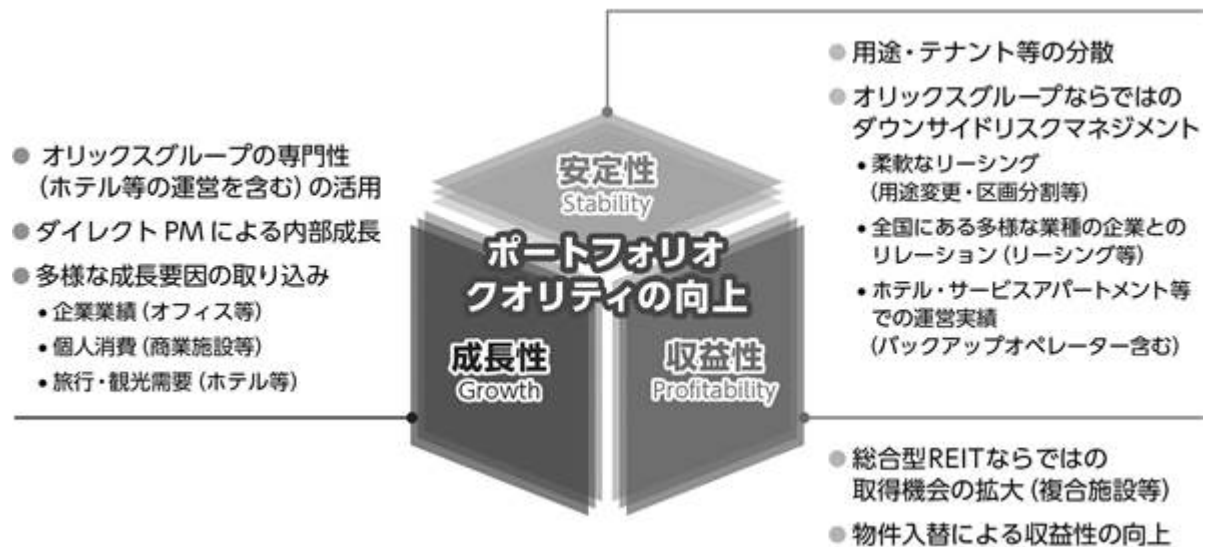 用途・テナント等の分散
オリックスグループならではの
ダウンサイドリスクマネジメント
• 柔軟なリーシング
(用途変更・区画分割等)
• 全国にある多様な業種の企業との
リレーション (リーシング等)
• ホテル・サービスアパートメント等
での運営実績
(バックアップオペレーター含む)
オリックスグループの専門性
(ホテル等の運営を含む) の活用
ダイレクト PM による内部成長
多様な成長要因の取り込み
• 企業業績 (オフィス等)
• 個人消費 (商業施設等)
• 旅行・観光需要 (ホテル等)
安定性
Stability
ポートフォリオ
クオリティの向上
成長性
Growth
収益性
Profitability
総合型REITならではの
取得機会の拡大 (複合施設等)
物件入替による収益性の向上